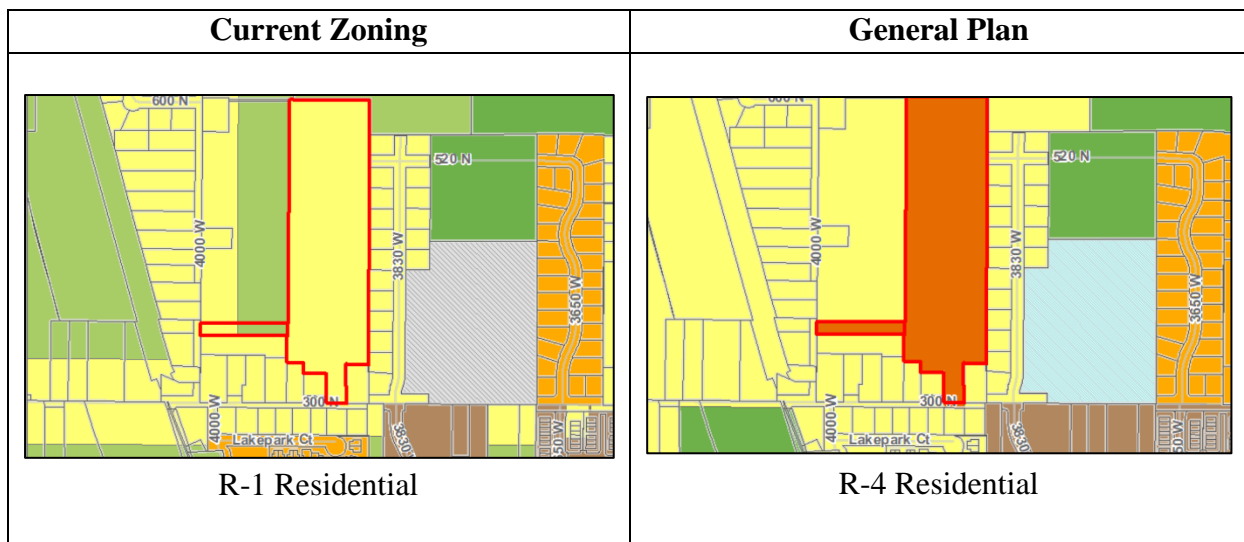 Current Zoning
General Plan
600 N
520 N
4000 W
3830 W
3650 W
300 N
4000 W
Lakepark Ct
3830
50 W
520 N
4000 W
3830 W
3650 W
300 N
4000 W
Lakepark Ct
3830
50 W
R-1 Residential
R-4 Residential